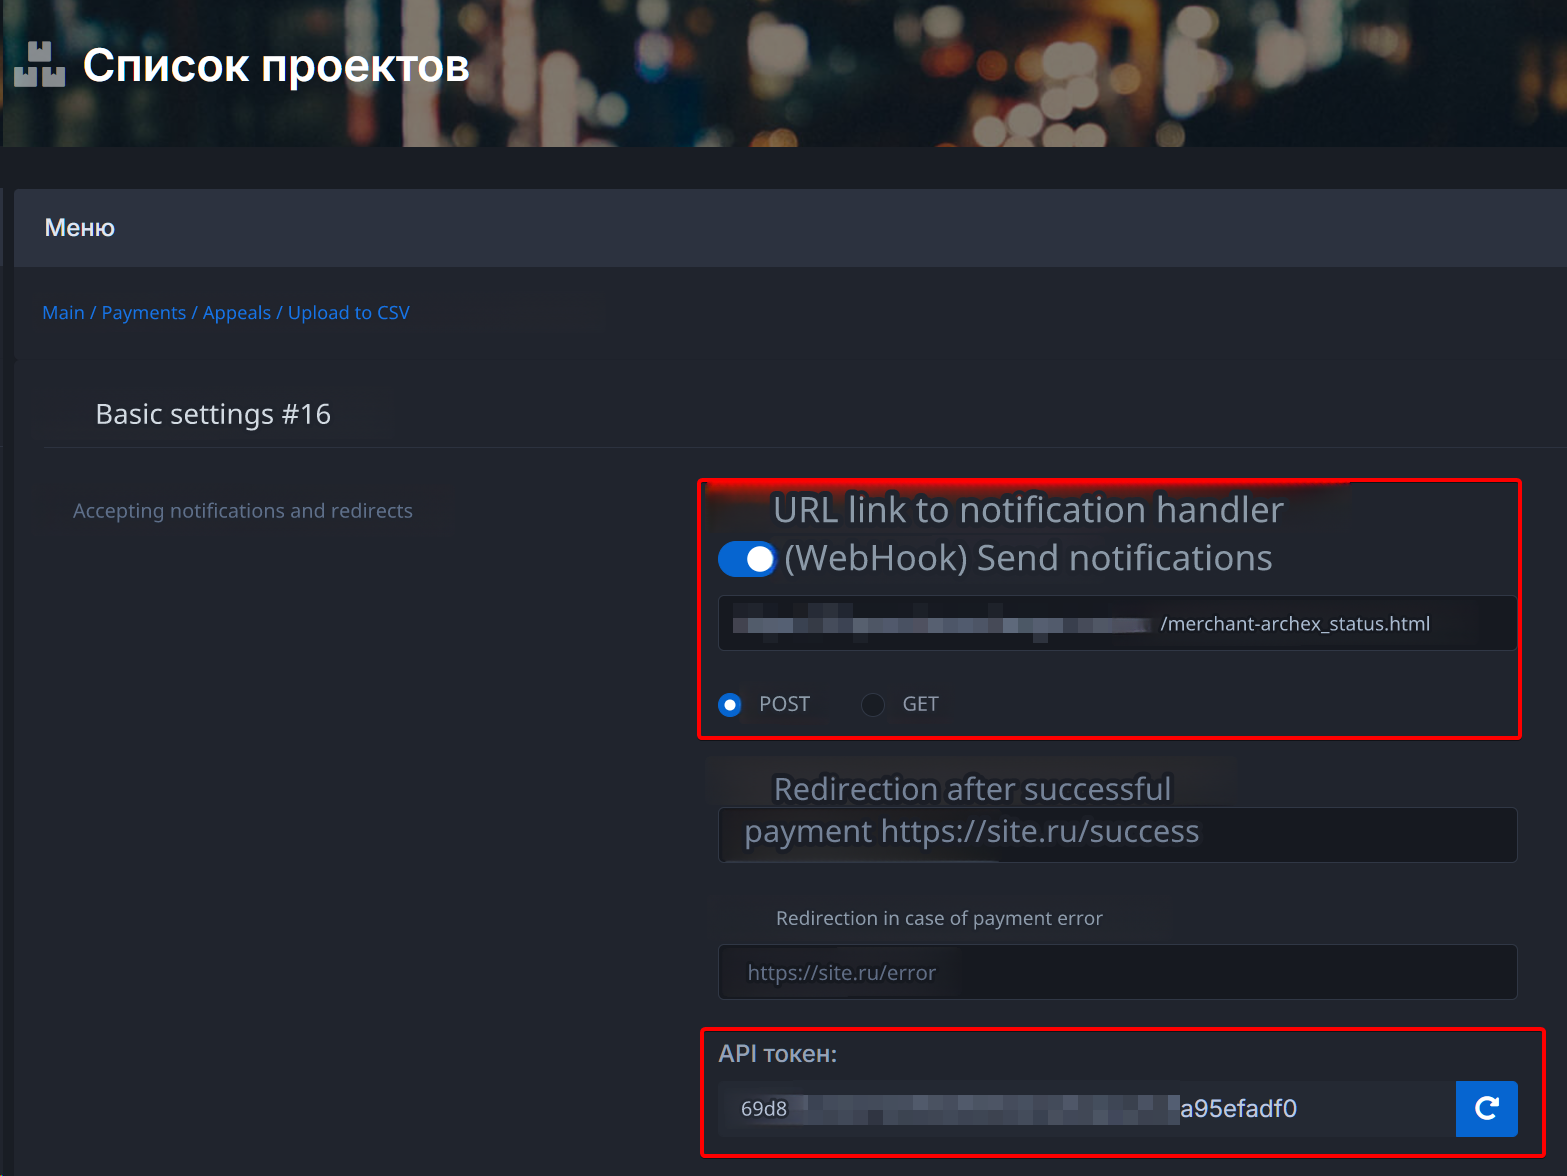 Список проектов
Меню
Main / Payments / Appeals / Upload to CSV
Basic settings #16
Accepting notifications and redirects
URL link to notification handler
(WebHook) Send notifications
/merchant-archex_status.html
POST GET
Redirection after successful
payment https://site.ru/success
Redirection in case of payment error
https://site.ru/error
API токен:
69d8 a95efadf0